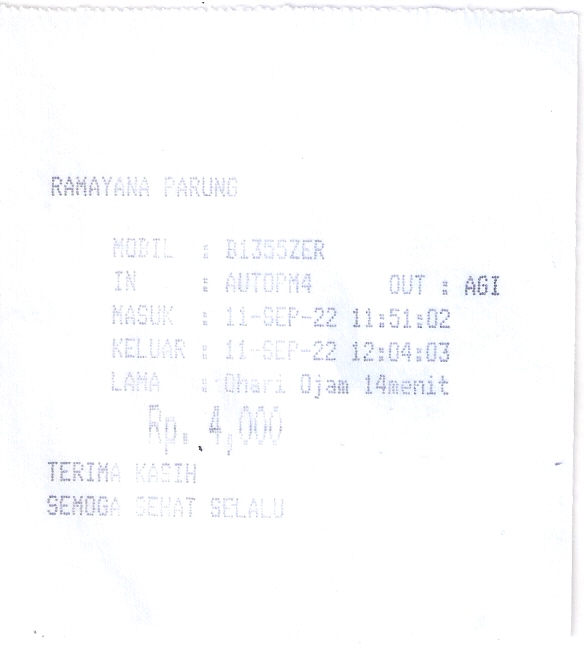 RAMAYANA PARUNG
MOBIL : B1355ZER
IN : AUTOPM4 OUT : AGI
MASUK : 11-SEP-22 11:51:02
KELUAR : 11-SEP-22 12:04:03
LAMA : 0hari 0jam 14menit
Rp. 4,000
TERIMA KASIH
SEMOGA SEHAT SELALU